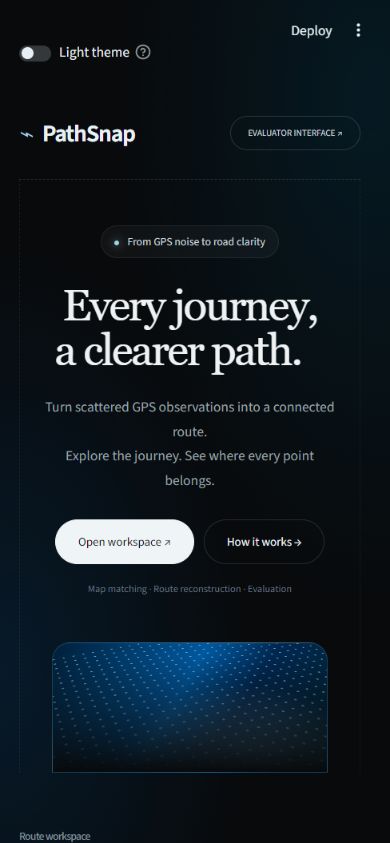 Deploy
Light theme
PathSnap
EVALUATOR INTERFACE ↗
From GPS noise to road clarity
Every journey,
a clearer path.
Turn scattered GPS observations into a connected
route.
Explore the journey. See where every point
belongs.
Open workspace ↗
How it works →
Map matching · Route reconstruction · Evaluation
Route workspace